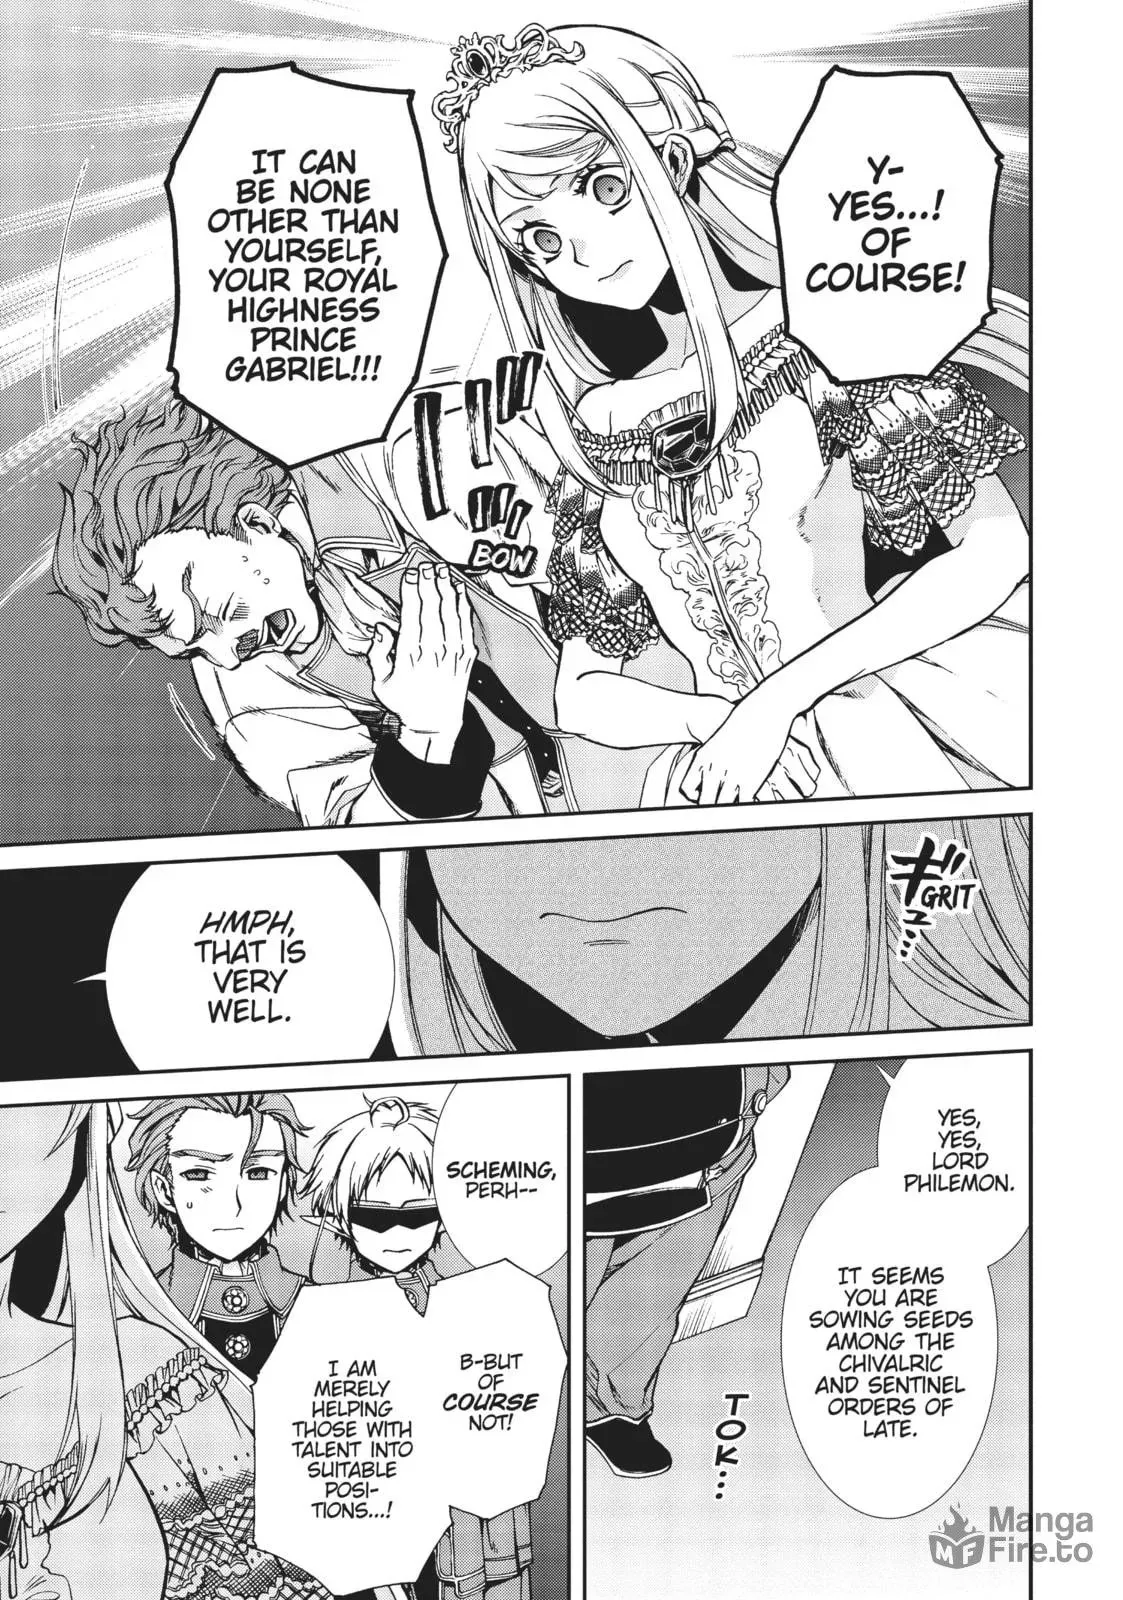 Y-
YES...!
OF
COURSE!
IT CAN
BE NONE
OTHER THAN
YOURSELF,
YOUR ROYAL
HIGHNESS
PRINCE
GABRIEL!!!
BOW
ギュ…
GRIT
HMPH,
THAT IS
VERY
WELL.
YES,
YES,
LORD
PHILEMON.
IT SEEMS
YOU ARE
SOWING SEEDS
AMONG THE
CHIVALRIC
AND SENTINEL
ORDERS OF
LATE.
TOK...
SCHEMING,
PERH--
B-BUT
OF
COURSE
NOT!
I AM
MERELY
HELPING
THOSE WITH
TALENT INTO
SUITABLE
POSI-
TIONS...!
Manga
MF Fire.to